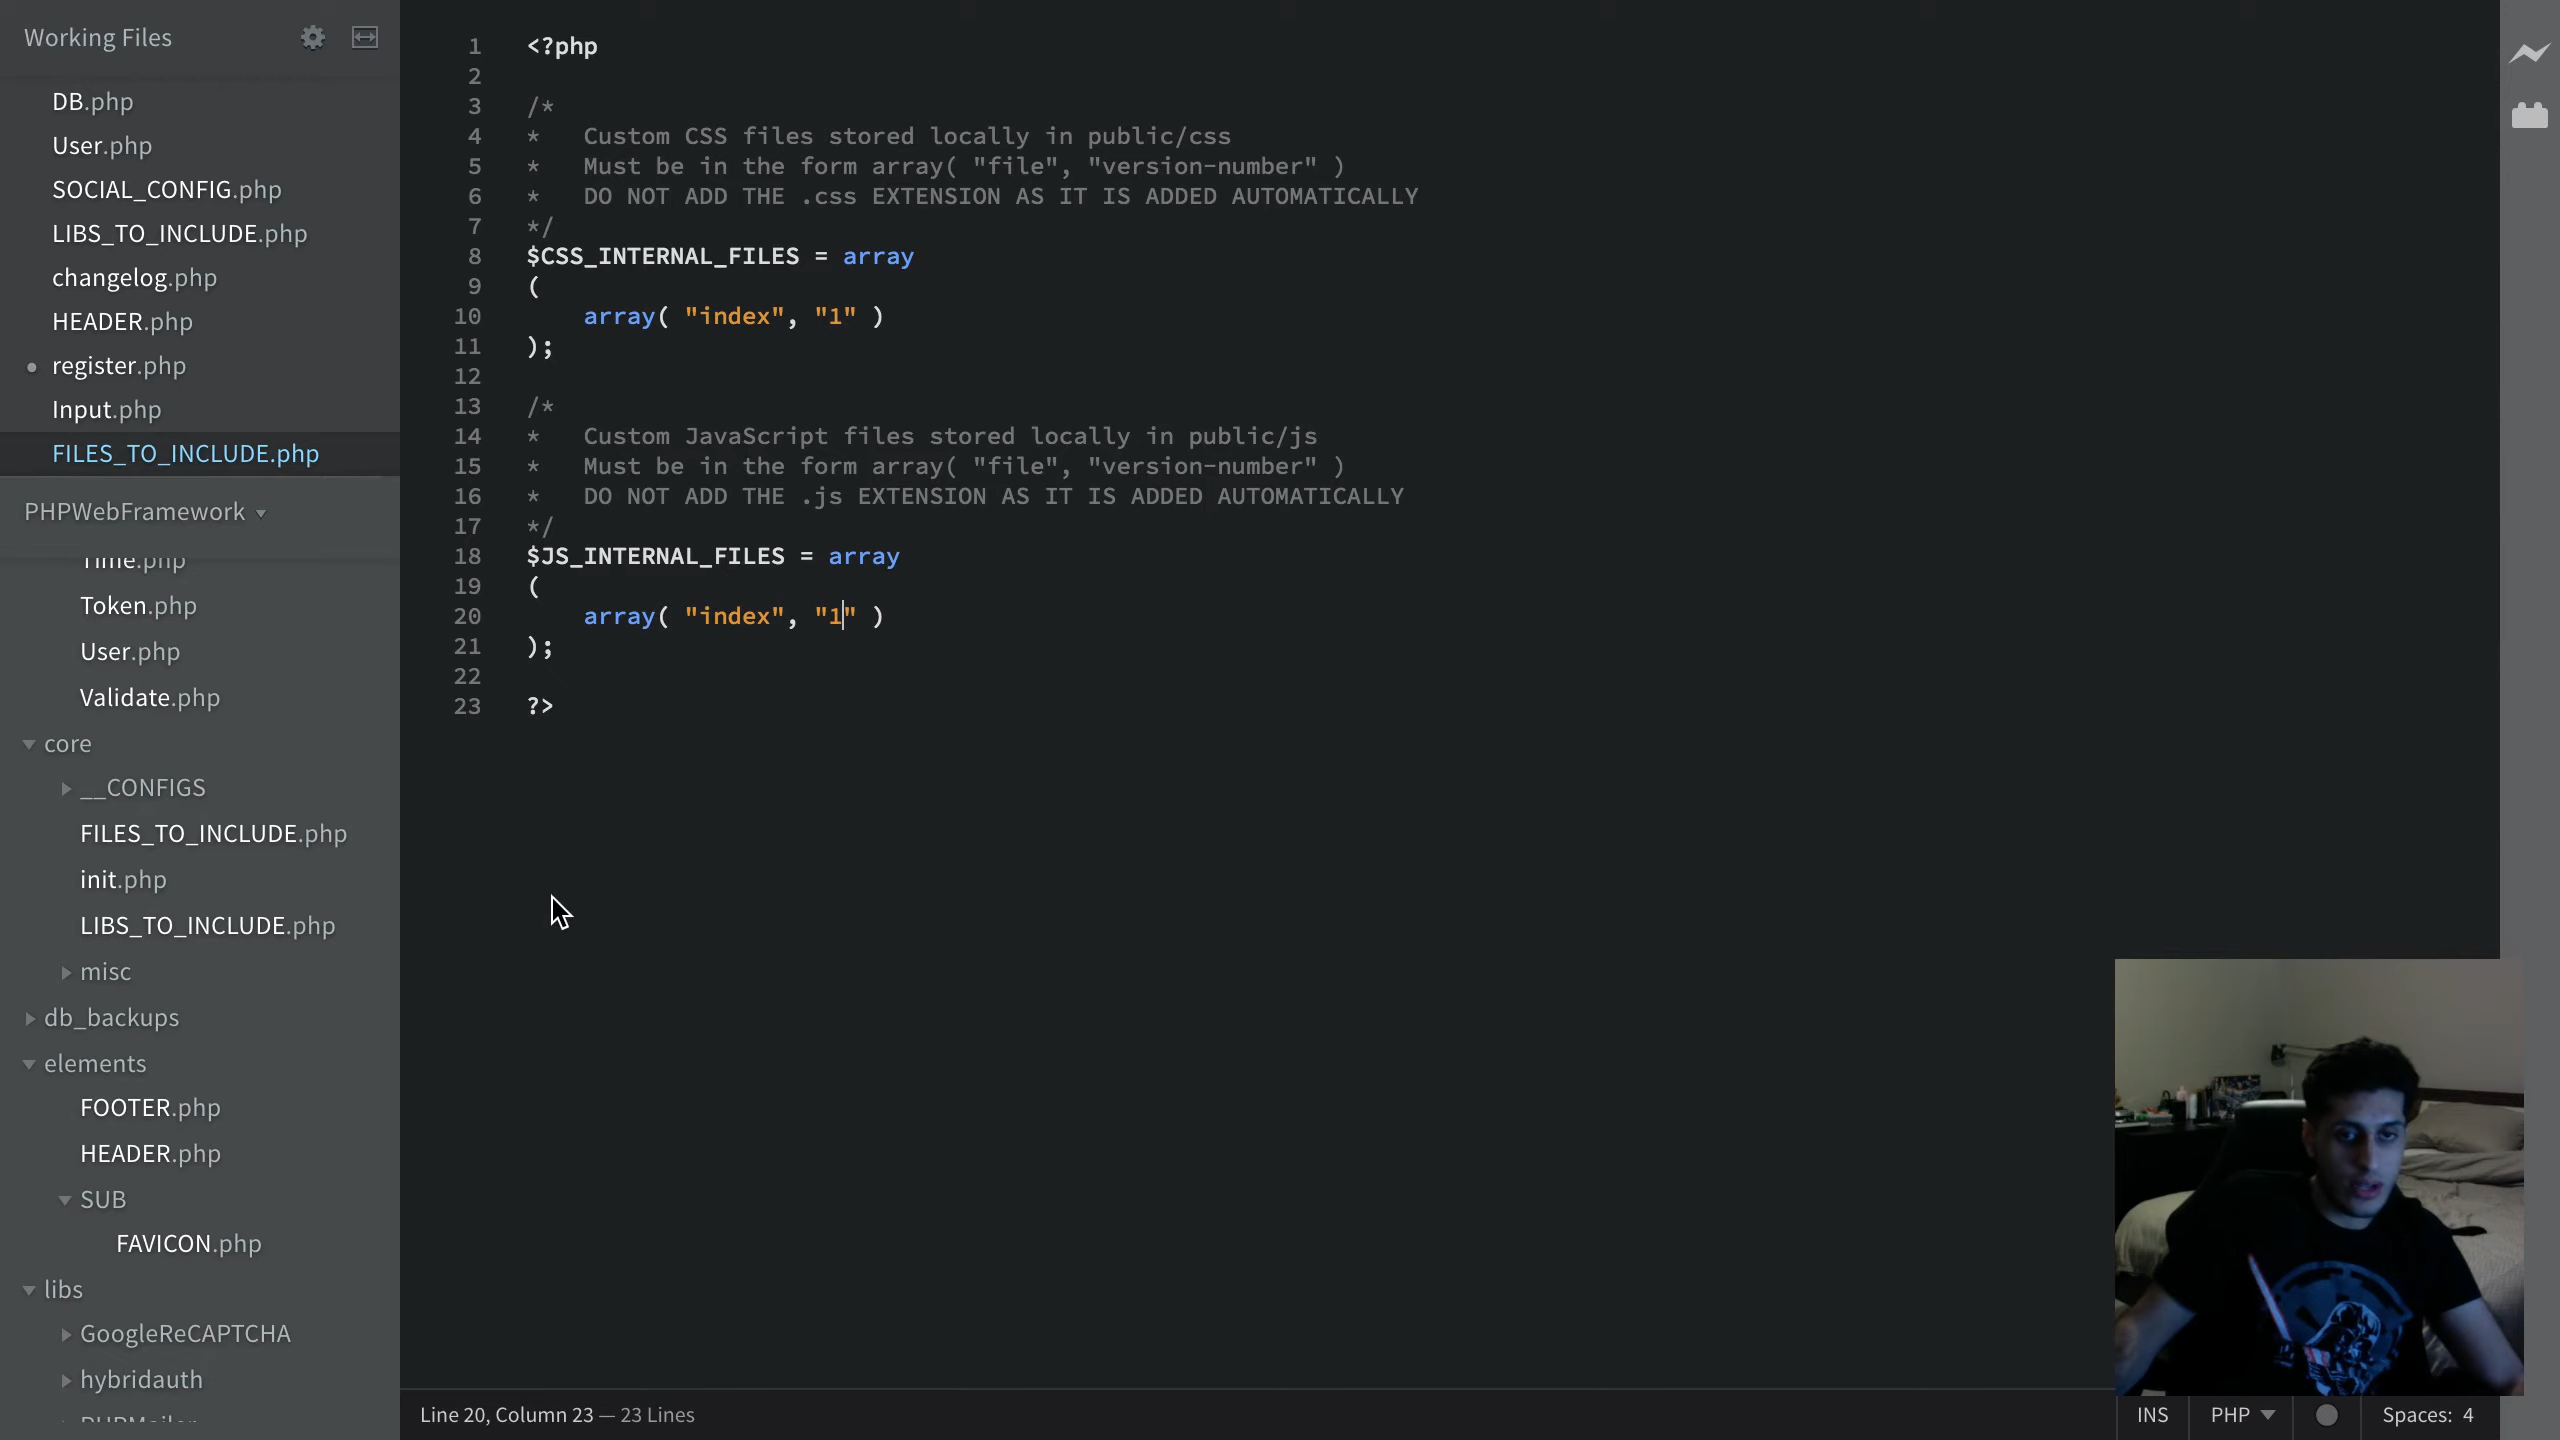 Working Files
DB.php
User.php
SOCIAL_CONFIG.php
LIBS_TO_INCLUDE.php
changelog.php
HEADER.php
register.php
Input.php
FILES_TO_INCLUDE.php
PHPWebFramework
Time.php
Token.php
User.php
Validate.php
core
__CONFIGS
FILES_TO_INCLUDE.php
init.php
LIBS_TO_INCLUDE.php
misc
db_backups
elements
FOOTER.php
HEADER.php
SUB
FAVICON.php
libs
GoogleReCAPTCHA
hybridauth
1 <?php
2
3 /*
4 *   Custom CSS files stored locally in public/css
5 *   Must be in the form array( "file", "version-number" )
6 *   DO NOT ADD THE .css EXTENSION AS IT IS ADDED AUTOMATICALLY
7 */
8 $CSS_INTERNAL_FILES = array
9 (
10     array( "index", "1" )
11 );
12
13 /*
14 *   Custom JavaScript files stored locally in public/js
15 *   Must be in the form array( "file", "version-number" )
16 *   DO NOT ADD THE .js EXTENSION AS IT IS ADDED AUTOMATICALLY
17 */
18 $JS_INTERNAL_FILES = array
19 (
20     array( "index", "1" )
21 );
22
23 ?>
Line 20, Column 23 — 23 Lines
INS PHP Spaces: 4